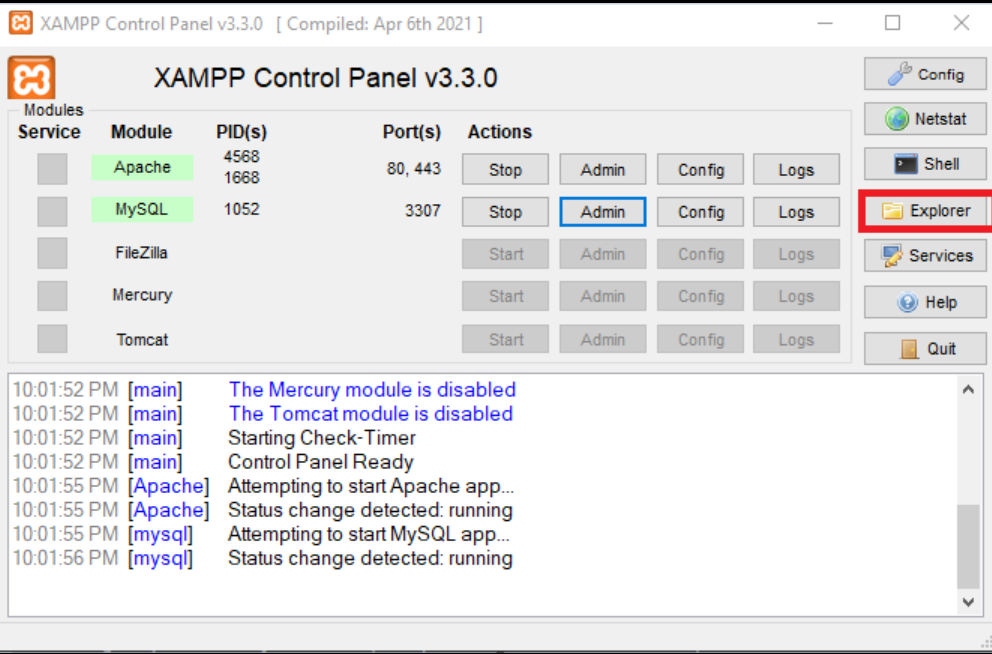 XAMPP Control Panel v3.3.0 [ Compiled: Apr 6th 2021 ]
XAMPP Control Panel v3.3.0
Config
Modules
Service Module PID(s) Port(s) Actions
Netstat
Apache 4568 1668 80, 443 Stop Admin Config Logs
Shell
MySQL 1052 3307 Stop Admin Config Logs
Explorer
FileZilla Start Admin Config Logs
Services
Mercury Start Admin Config Logs
Help
Tomcat Start Admin Config Logs
Quit
10:01:52 PM [main] The Mercury module is disabled
10:01:52 PM [main] The Tomcat module is disabled
10:01:52 PM [main] Starting Check-Timer
10:01:52 PM [main] Control Panel Ready
10:01:55 PM [Apache] Attempting to start Apache app...
10:01:55 PM [Apache] Status change detected: running
10:01:55 PM [mysql] Attempting to start MySQL app...
10:01:56 PM [mysql] Status change detected: running